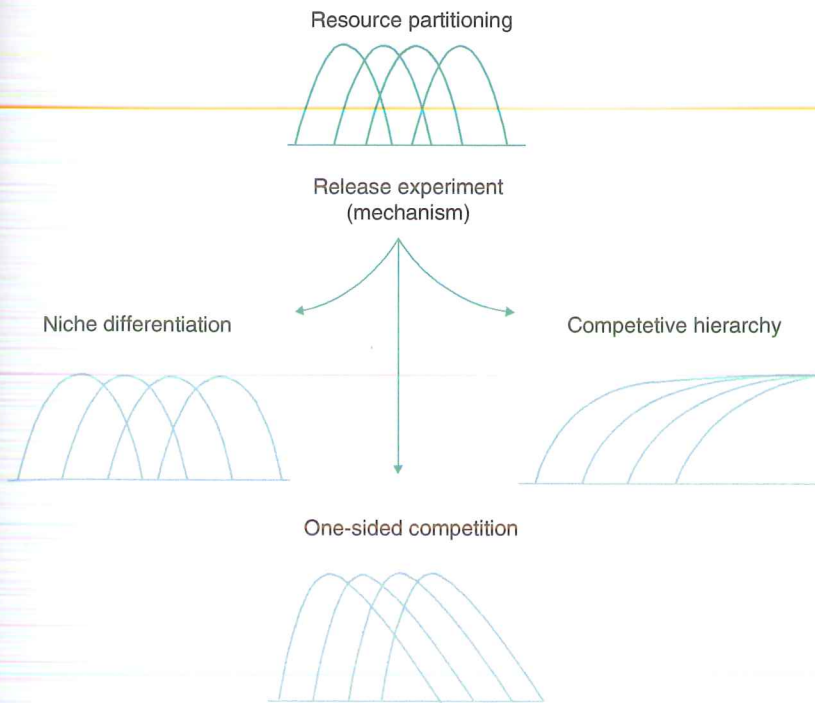 Resource partitioning
Release experiment
(mechanism)
Niche differentiation
Competetive hierarchy
One-sided competition